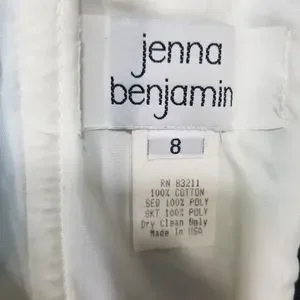 jenna
benjamin
8
RN 83211
100% COTTON
SEQ 100% POLY
SKT 100% POLY
Dry Clean Only
Made In USA